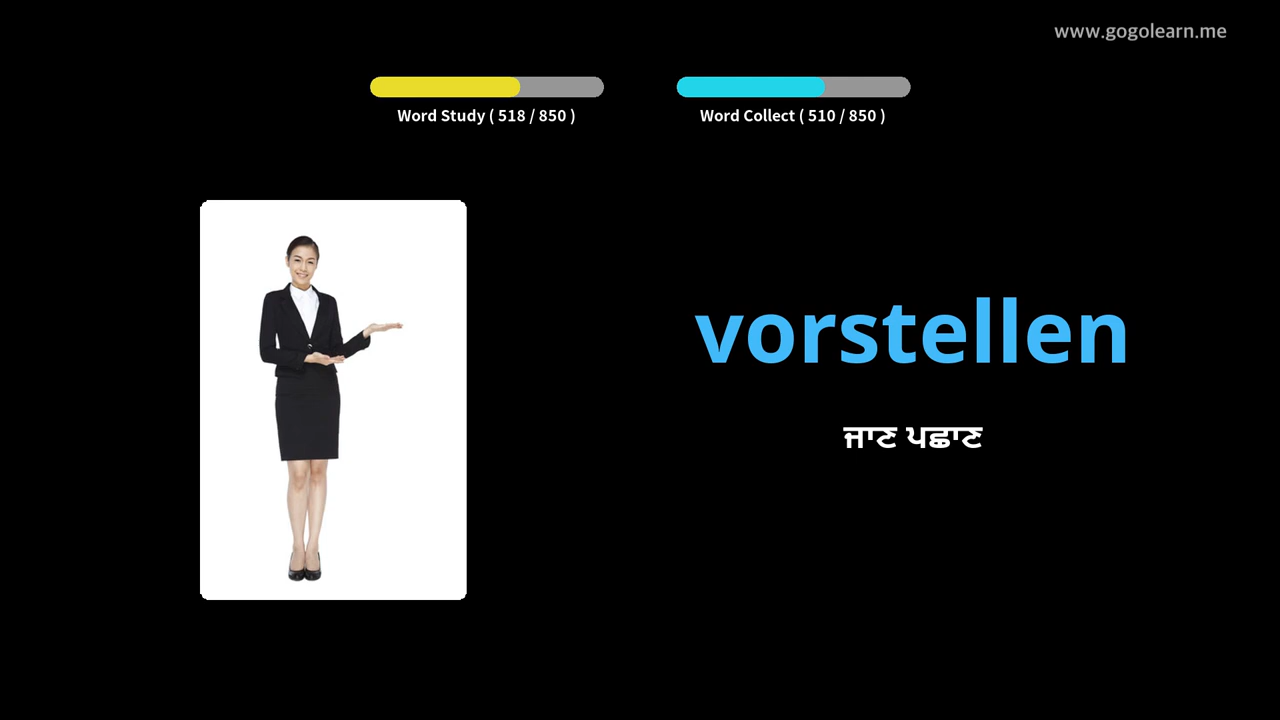 www.gogolearn.me
Word Study ( 518 / 850 )
Word Collect ( 510 / 850 )
vorstellen
ਜਾਣ ਪਛਾਣ